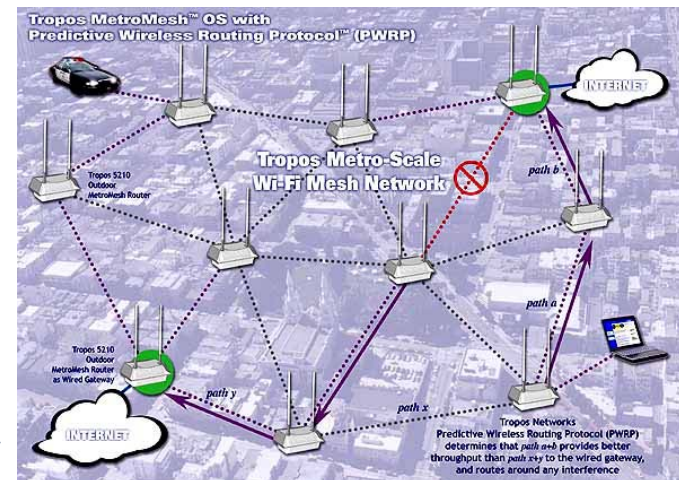 Tropos MetroMesh™ OS with
Predictive Wireless Routing Protocol™ (PWRP)
INTERNET
Tropos Metro-Scale
Wi-Fi Mesh Network
path b
Tropos 5210
Outdoor
MetroMesh Router
path a
Tropos 5210
Outdoor
MetroMesh Router
as Wired Gateway
path y
path x
INTERNET
Tropos Networks
Predictive Wireless Routing Protocol (PWRP)
determines that path a+b provides better
throughput than path x+y to the wired gateway,
and routes around any interference